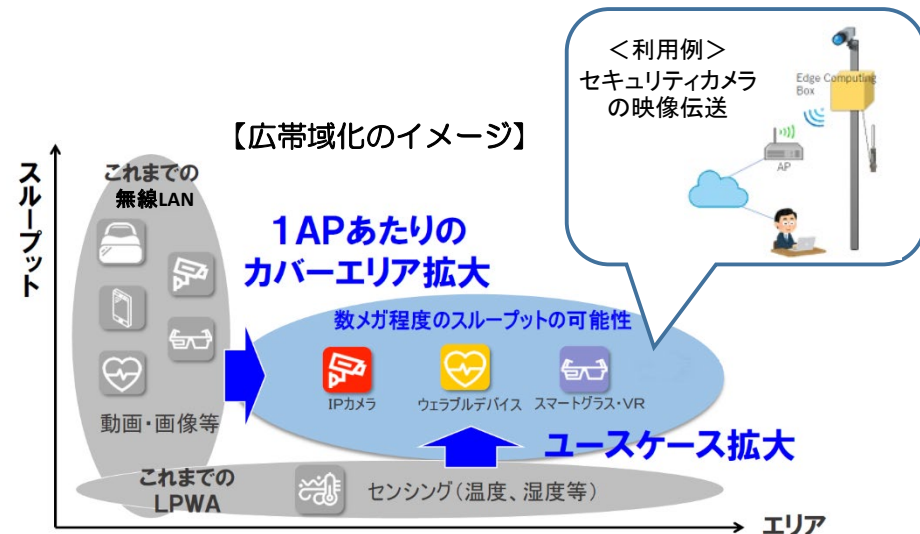 ＜利用例＞
セキュリティカメラ
の映像伝送
Edge Computing
Box
AP
【広帯域化のイメージ】
スループット
これまでの
無線LAN
動画・画像等
1APあたりの
カバーエリア拡大
数メガ程度のスループットの可能性
IPカメラ
ウェラブルデバイス
スマートグラス・VR
ユースケース拡大
これまでの
LPWA
センシング（温度、湿度等）
エリア